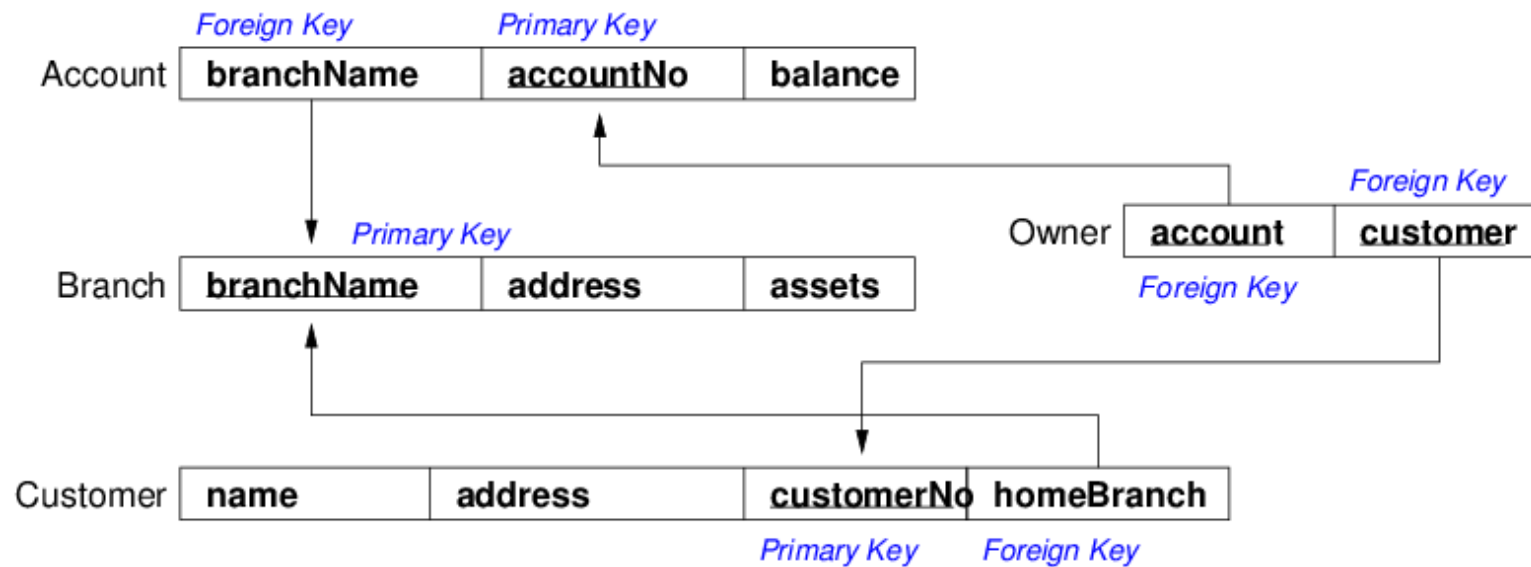 Foreign Key Primary Key
Account branchName accountNo balance
Foreign Key
Owner account customer
Primary Key
Branch branchName address assets
Foreign Key
Customer name address customerNo homeBranch
Primary Key Foreign Key